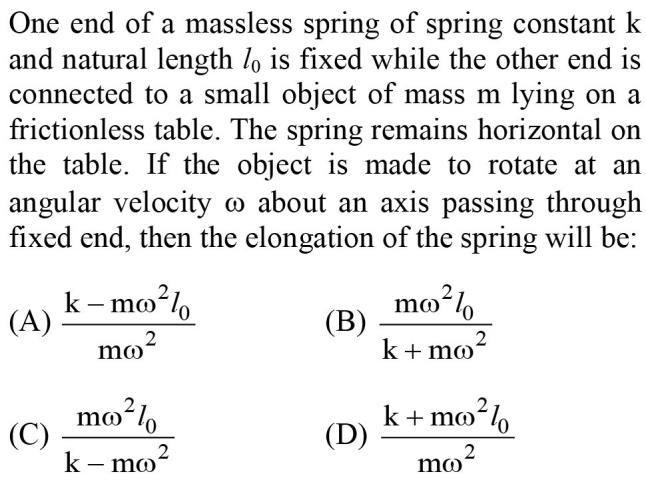 One end of a massless spring of spring constant k
and natural length l₀ is fixed while the other end is
connected to a small object of mass m lying on a
frictionless table. The spring remains horizontal on
the table. If the object is made to rotate at an
angular velocity ω about an axis passing through
fixed end, then the elongation of the spring will be:
(A) (k − mω²l₀) / (mω²)
(B) (mω²l₀) / (k + mω²)
(C) (mω²l₀) / (k − mω²)
(D) (k + mω²l₀) / (mω²)